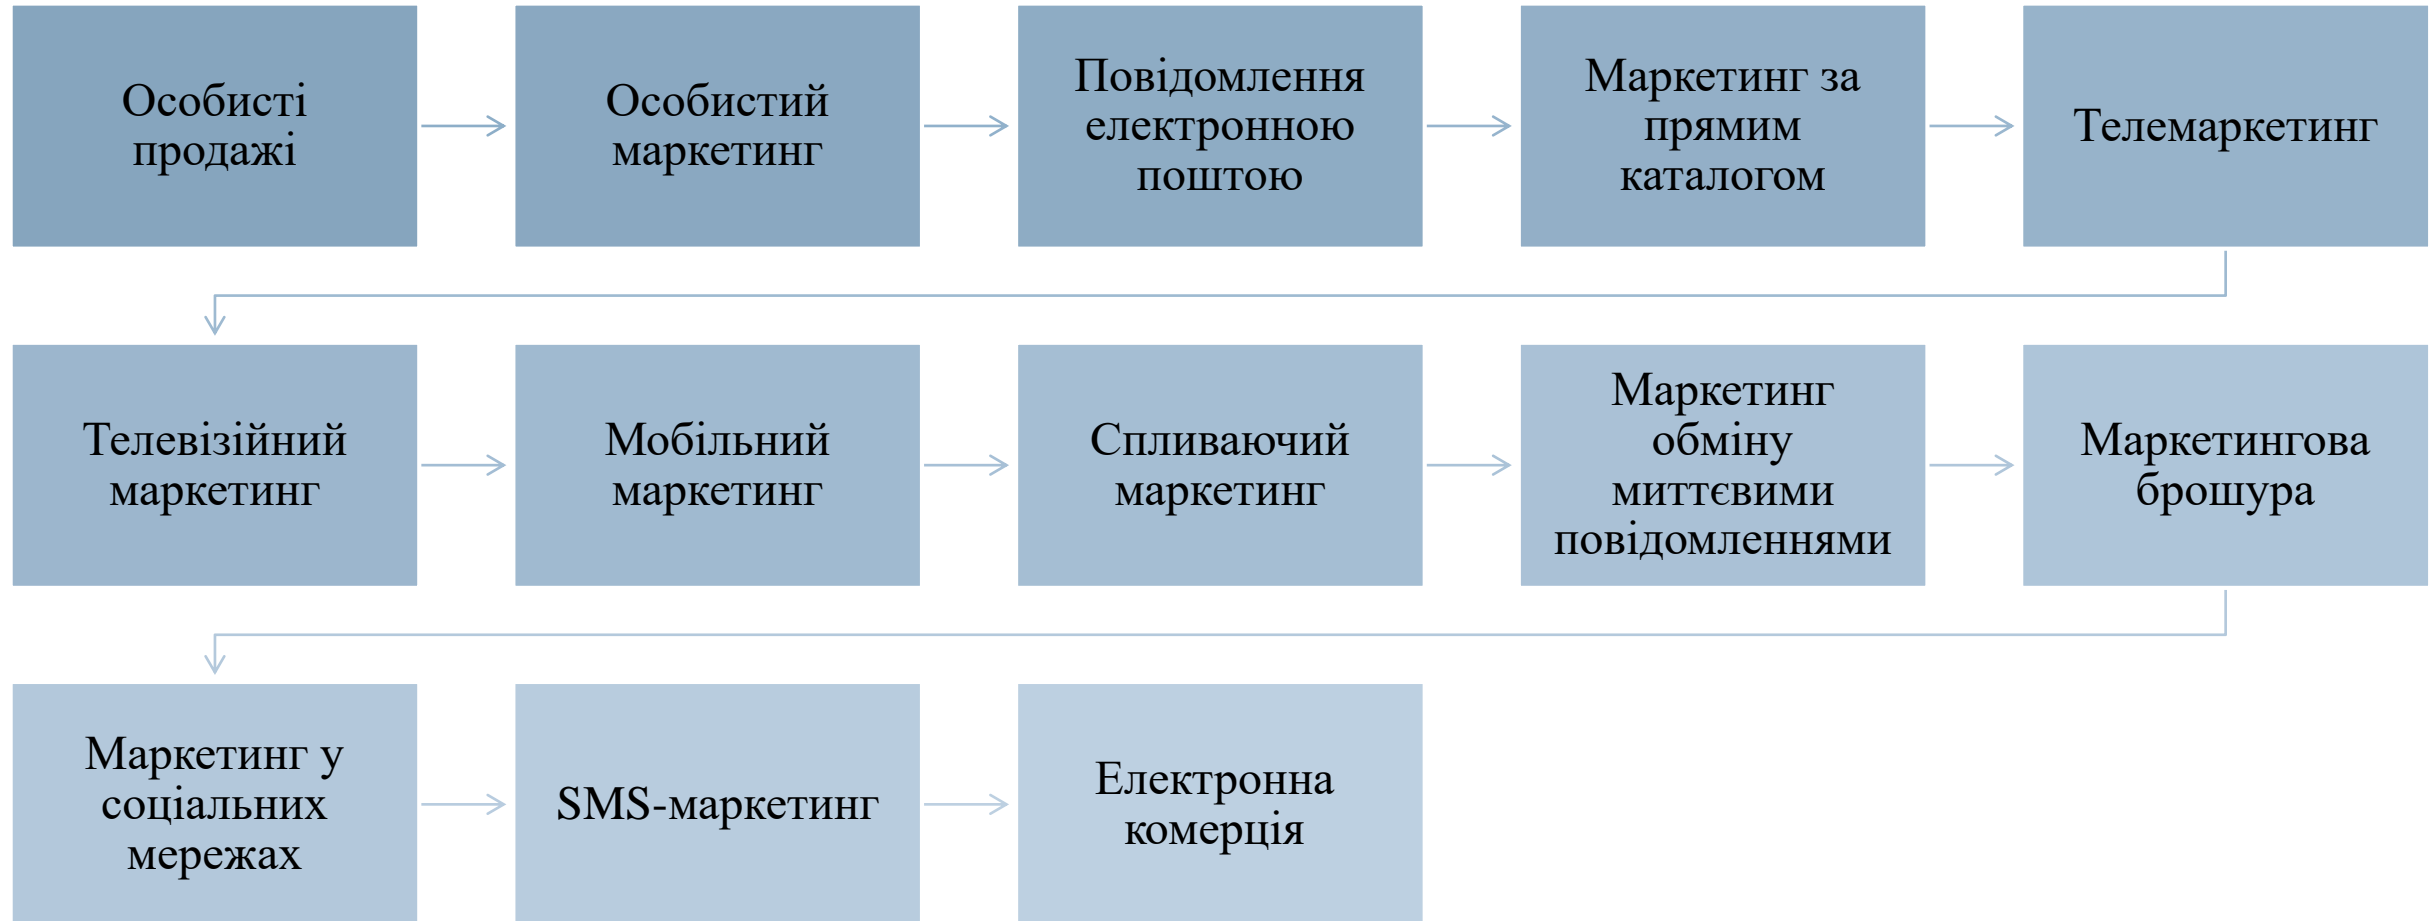 Особисті
продажі
Особистий
маркетинг
Повідомлення
електронною
поштою
Маркетинг за
прямим
каталогом
Телемаркетинг
Телевізійний
маркетинг
Мобільний
маркетинг
Спливаючий
маркетинг
Маркетинг
обміну
миттєвими
повідомленнями
Маркетингова
брошура
Маркетинг у
соціальних
мережах
SMS-маркетинг
Електронна
комерція